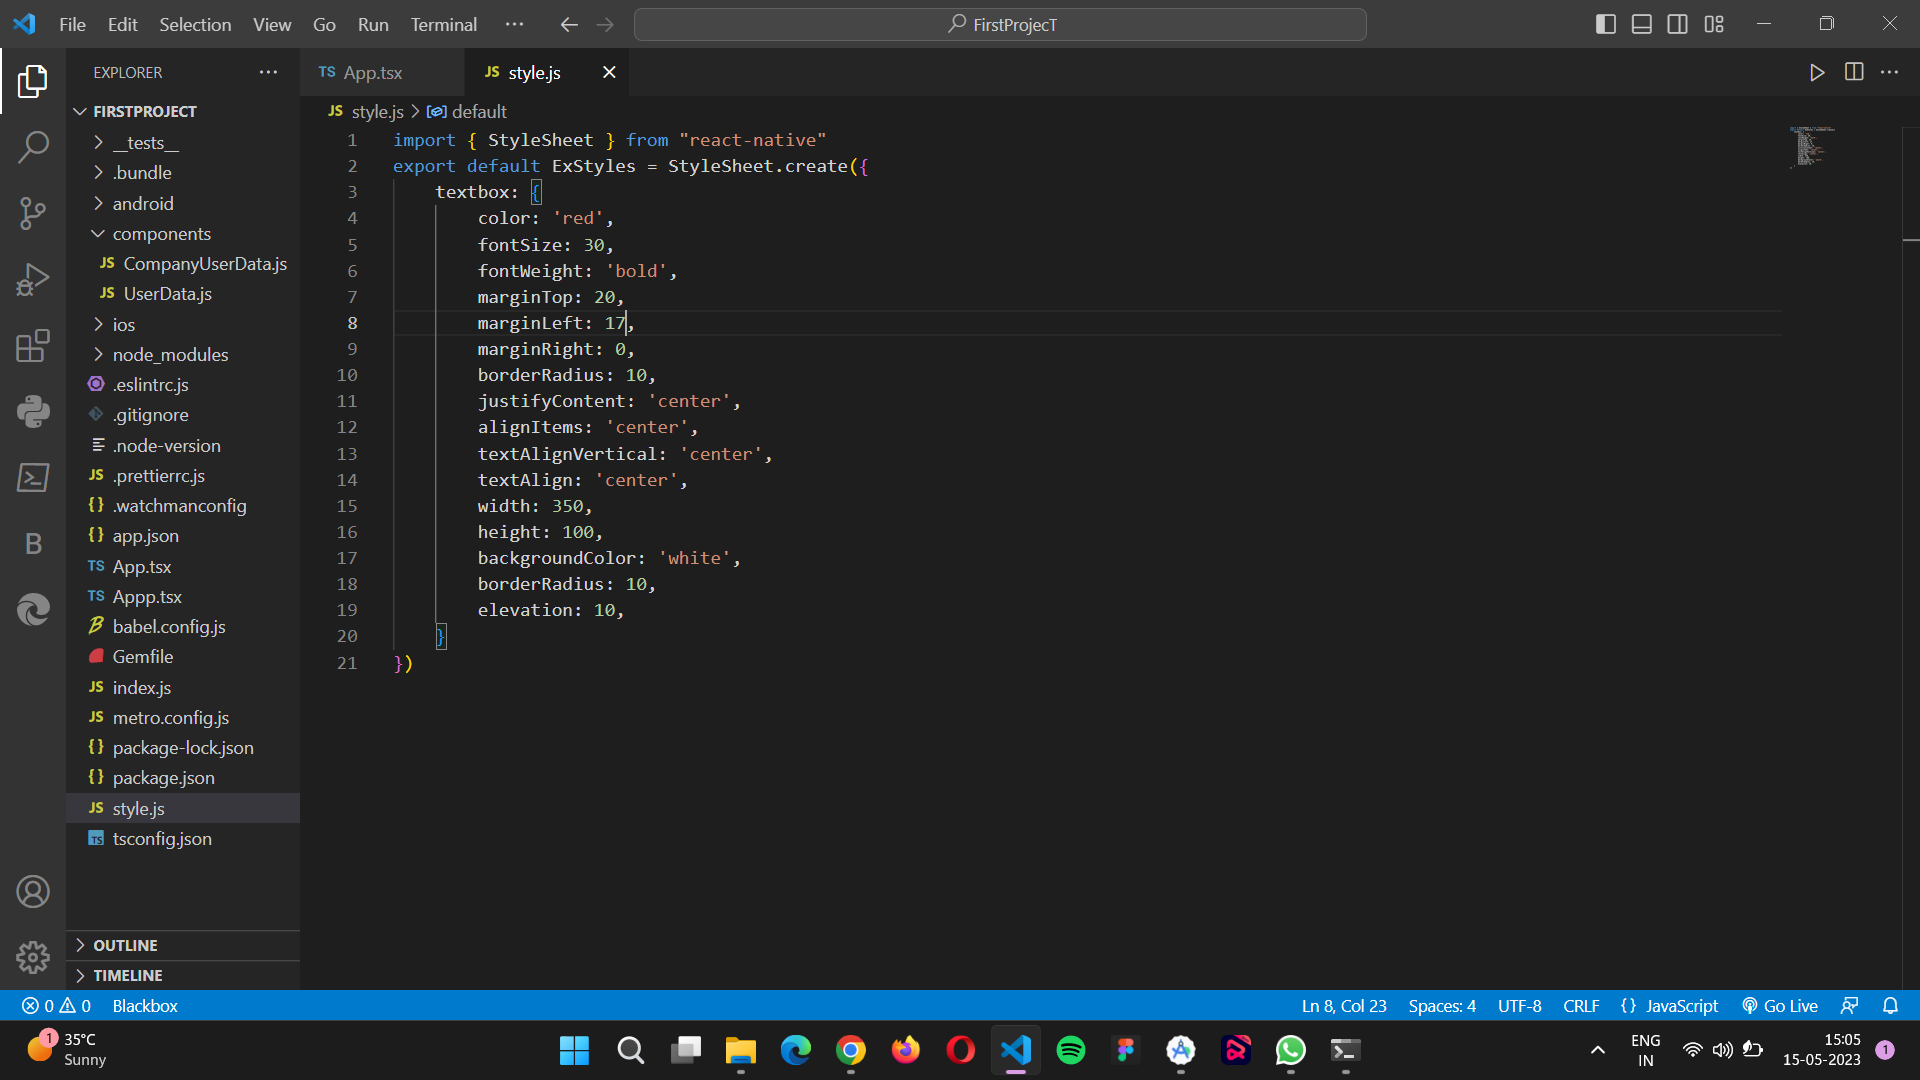 File Edit Selection View Go Run Terminal ··· FirstProjecT
EXPLORER ···
TS App.tsx JS style.js
FIRSTPROJECT
JS style.js > default
__tests__
.bundle
android
components
JS CompanyUserData.js
JS UserData.js
ios
node_modules
.eslintrc.js
.gitignore
.node-version
JS .prettierrc.js
{} .watchmanconfig
{} app.json
TS App.tsx
TS Appp.tsx
babel.config.js
Gemfile
JS index.js
JS metro.config.js
{} package-lock.json
{} package.json
JS style.js
TS tsconfig.json
OUTLINE
TIMELINE
1 import { StyleSheet } from "react-native"
2 export default ExStyles = StyleSheet.create({
3 textbox: {
4 color: 'red',
5 fontSize: 30,
6 fontWeight: 'bold',
7 marginTop: 20,
8 marginLeft: 17,
9 marginRight: 0,
10 borderRadius: 10,
11 justifyContent: 'center',
12 alignItems: 'center',
13 textAlignVertical: 'center',
14 textAlign: 'center',
15 width: 350,
16 height: 100,
17 backgroundColor: 'white',
18 borderRadius: 10,
19 elevation: 10,
20 }
21 })
0 0 Blackbox Ln 8, Col 23 Spaces: 4 UTF-8 CRLF {} JavaScript Go Live
1 35°C
Sunny
ENG
IN
15:05
15-05-2023
1